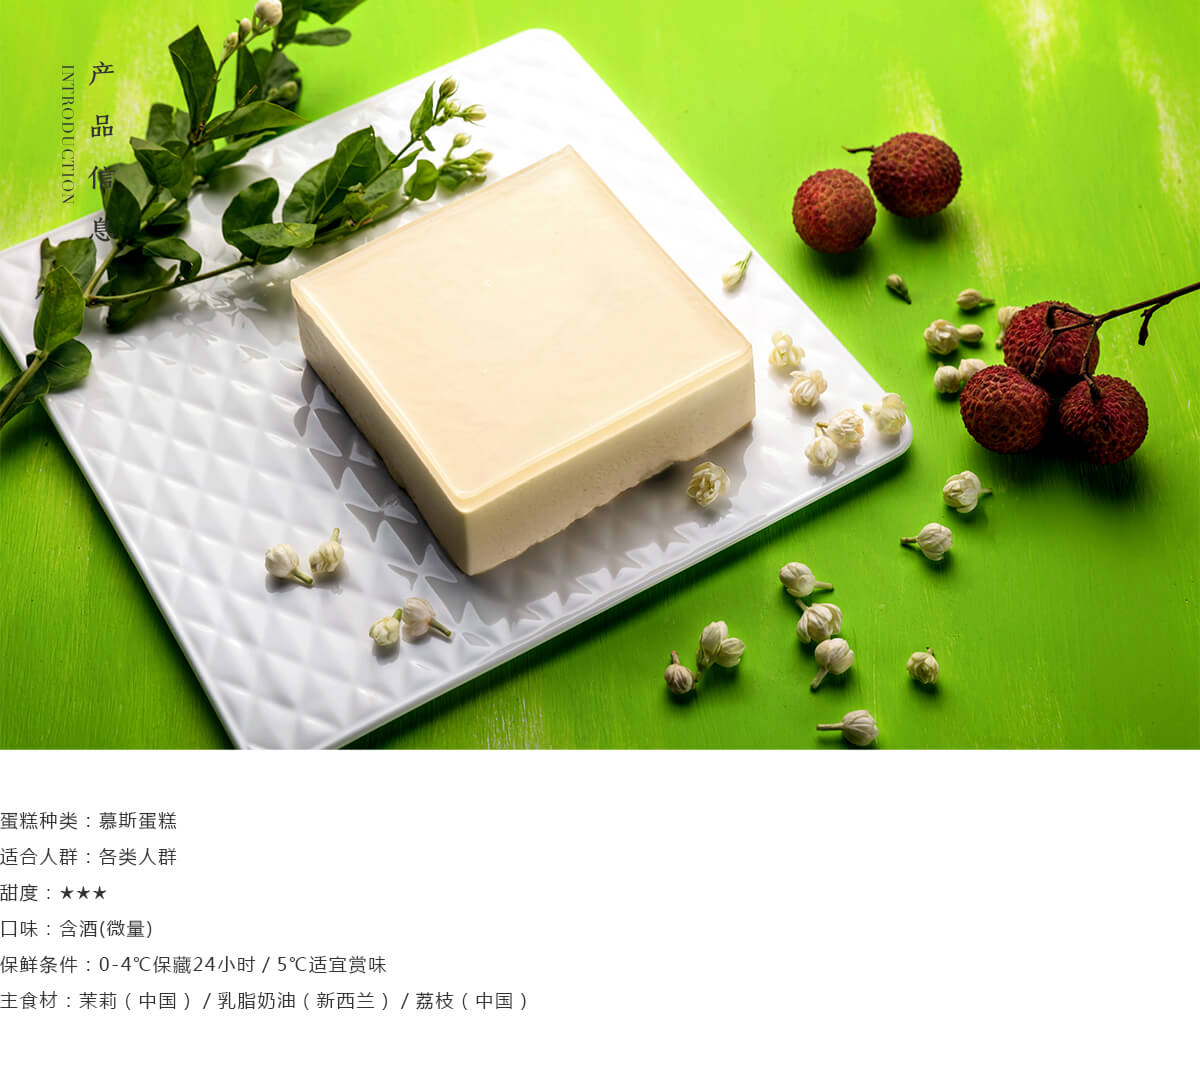 产品信息
INTRODUCTION
蛋糕种类：慕斯蛋糕
适合人群：各类人群
甜度：★★★
口味：含酒(微量)
保鲜条件：0-4℃保藏24小时 / 5℃适宜赏味
主食材：茉莉（中国） / 乳脂奶油（新西兰） / 荔枝（中国）